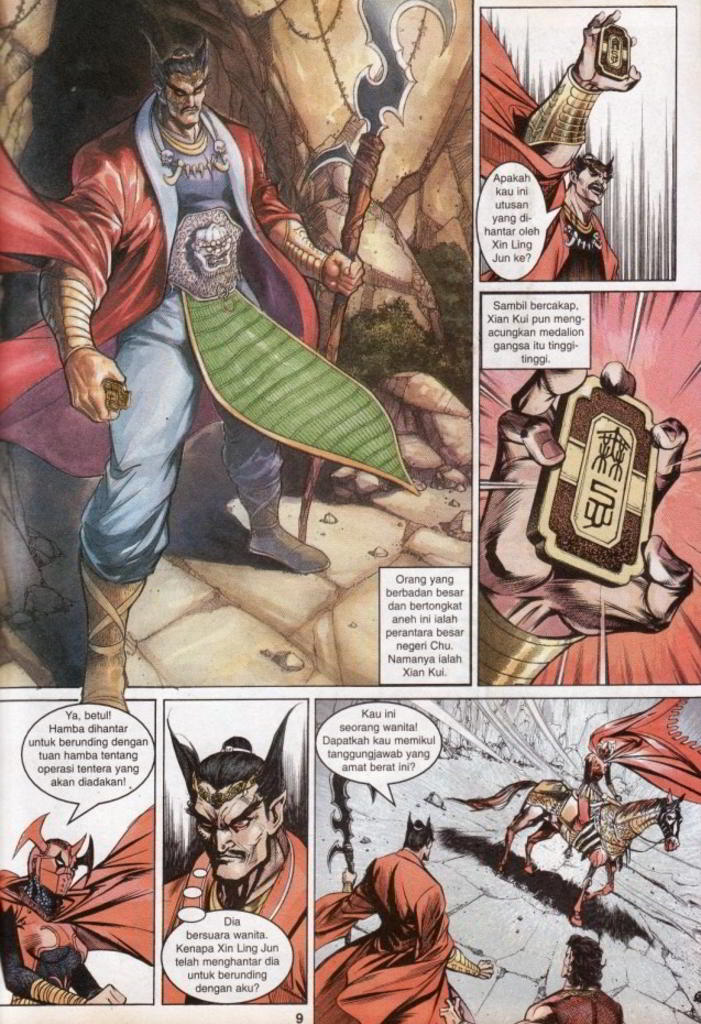 Apakah
kau ini
utusan
yang di-
hantar oleh
Xin Ling
Jun ke?
Sambil bercakap,
Xian Kui pun meng-
acungkan medalion
gangsa itu tinggi-
tinggi.
Orang yang
berbadan besar
dan bertongkat
aneh ini ialah
perantara besar
negeri Chu.
Namanya ialah
Xian Kui.
Ya, betul!
Hamba dihantar
untuk berunding dengan
tuan hamba tentang
operasi tentera yang
akan diadakan!
Dia
bersuara wanita.
Kenapa Xin Ling Jun
telah menghantar dia
untuk berunding
dengan aku?
Kau ini
seorang wanita!
Dapatkah kau memikul
tanggungjawab yang
amat berat ini?
9